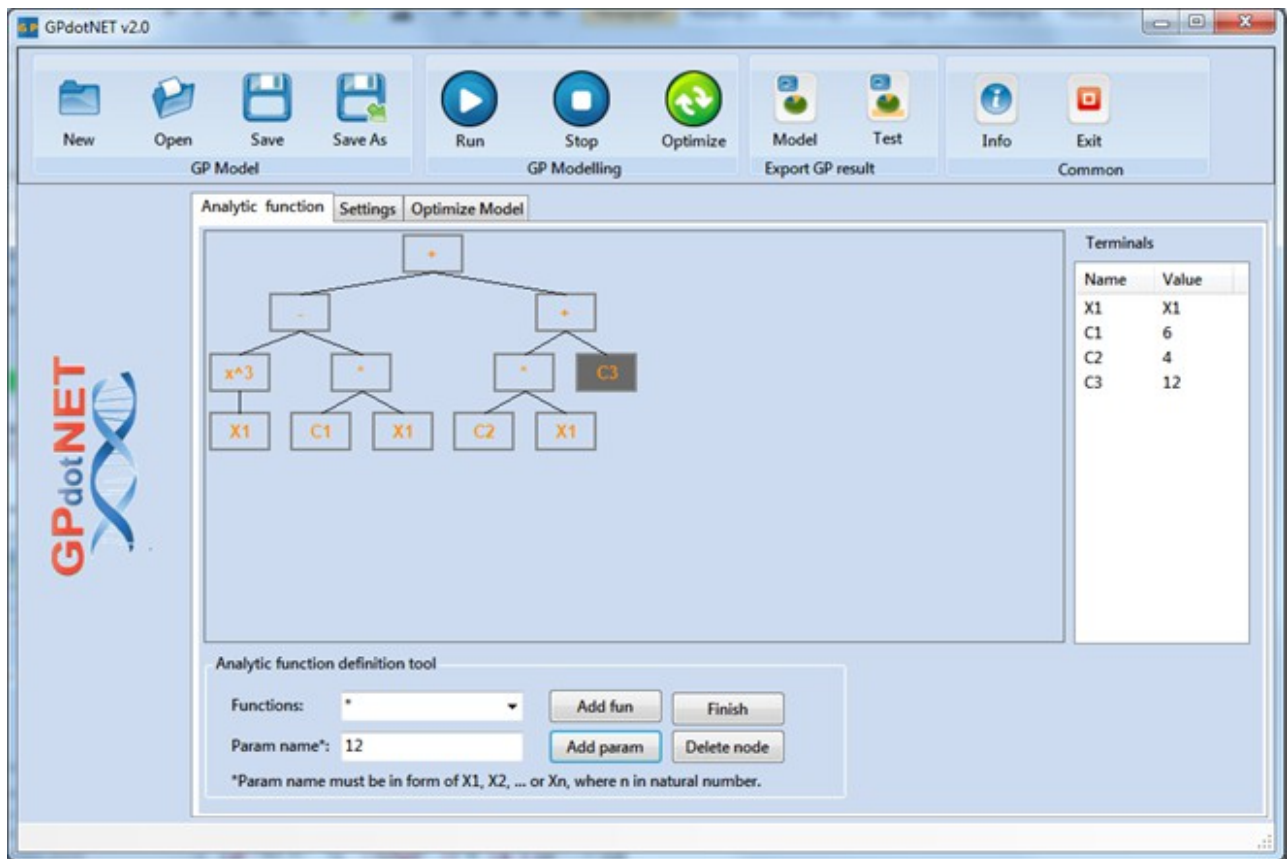 GP GPdotNET v2.0
New Open Save Save As Run Stop Optimize Model Test Info Exit
GP Model GP Modelling Export GP result Common
Analytic function Settings Optimize Model
Terminals
Name Value
X1 X1
C1 6
C2 4
C3 12
+
- +
x^3 * * C3
X1 C1 X1 C2 X1
GPdotNET
Analytic function definition tool
Functions: * Add fun Finish
Param name*: 12 Add param Delete node
*Param name must be in form of X1, X2, ... or Xn, where n in natural number.